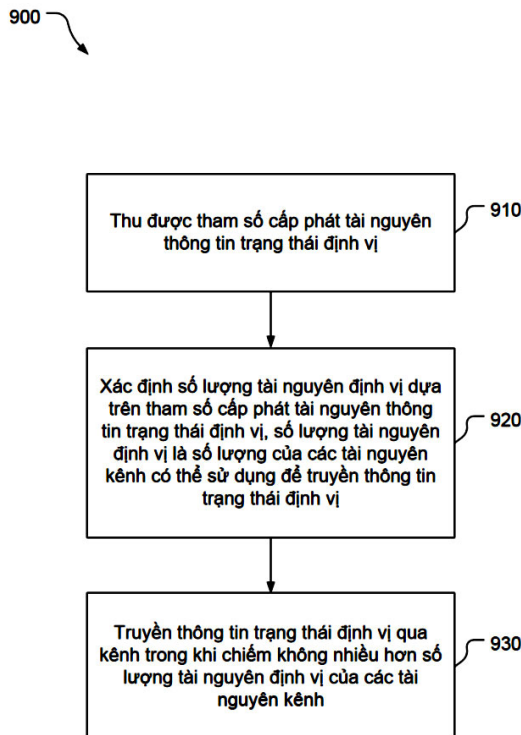 900
Thu được tham số cấp phát tài nguyên
thông tin trạng thái định vị
910
Xác định số lượng tài nguyên định vị dựa
trên tham số cấp phát tài nguyên thông
tin trạng thái định vị, số lượng tài nguyên
định vị là số lượng của các tài nguyên
kênh có thể sử dụng để truyền thông tin
trạng thái định vị
920
Truyền thông tin trạng thái định vị qua
kênh trong khi chiếm không nhiều hơn số
lượng tài nguyên định vị của các tài
nguyên kênh
930